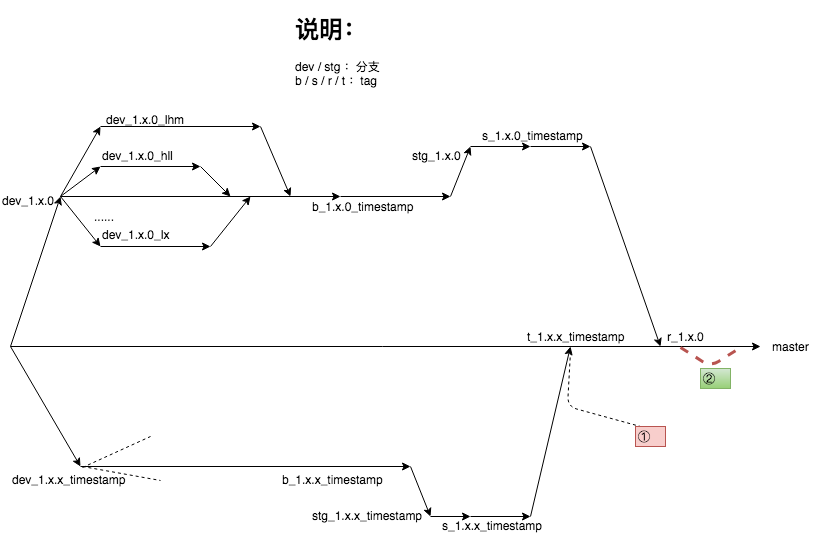 说明：
dev / stg： 分支
b / s / r / t： tag
dev_1.x.0_lhm
s_1.x.0_timestamp
dev_1.x.0_hll
stg_1.x.0
dev_1.x.0
b_1.x.0_timestamp
......
dev_1.x.0_lx
t_1.x.x_timestamp
r_1.x.0
master
②
①
dev_1.x.x_timestamp
b_1.x.x_timestamp
stg_1.x.x_timestamp
s_1.x.x_timestamp